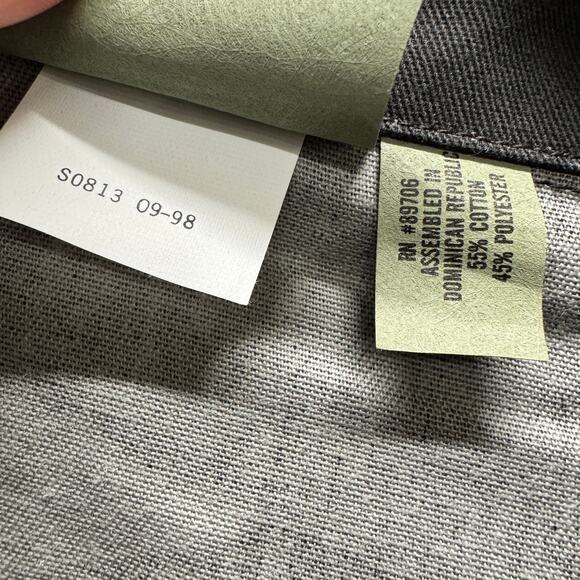 S0813 09-98
RN #89706
ASSEMBLED IN
DOMINICAN REPUBLIC
55% COTTON
45% POLYESTER